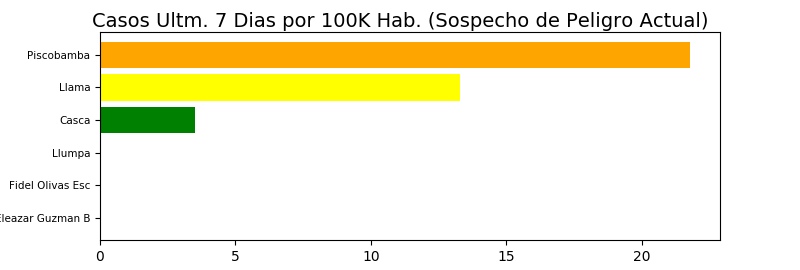 Casos Ultm. 7 Dias por 100K Hab. (Sospecho de Peligro Actual)
Piscobamba
Llama
Casca
Llumpa
Fidel Olivas Esc
Eleazar Guzman B
0 5 10 15 20